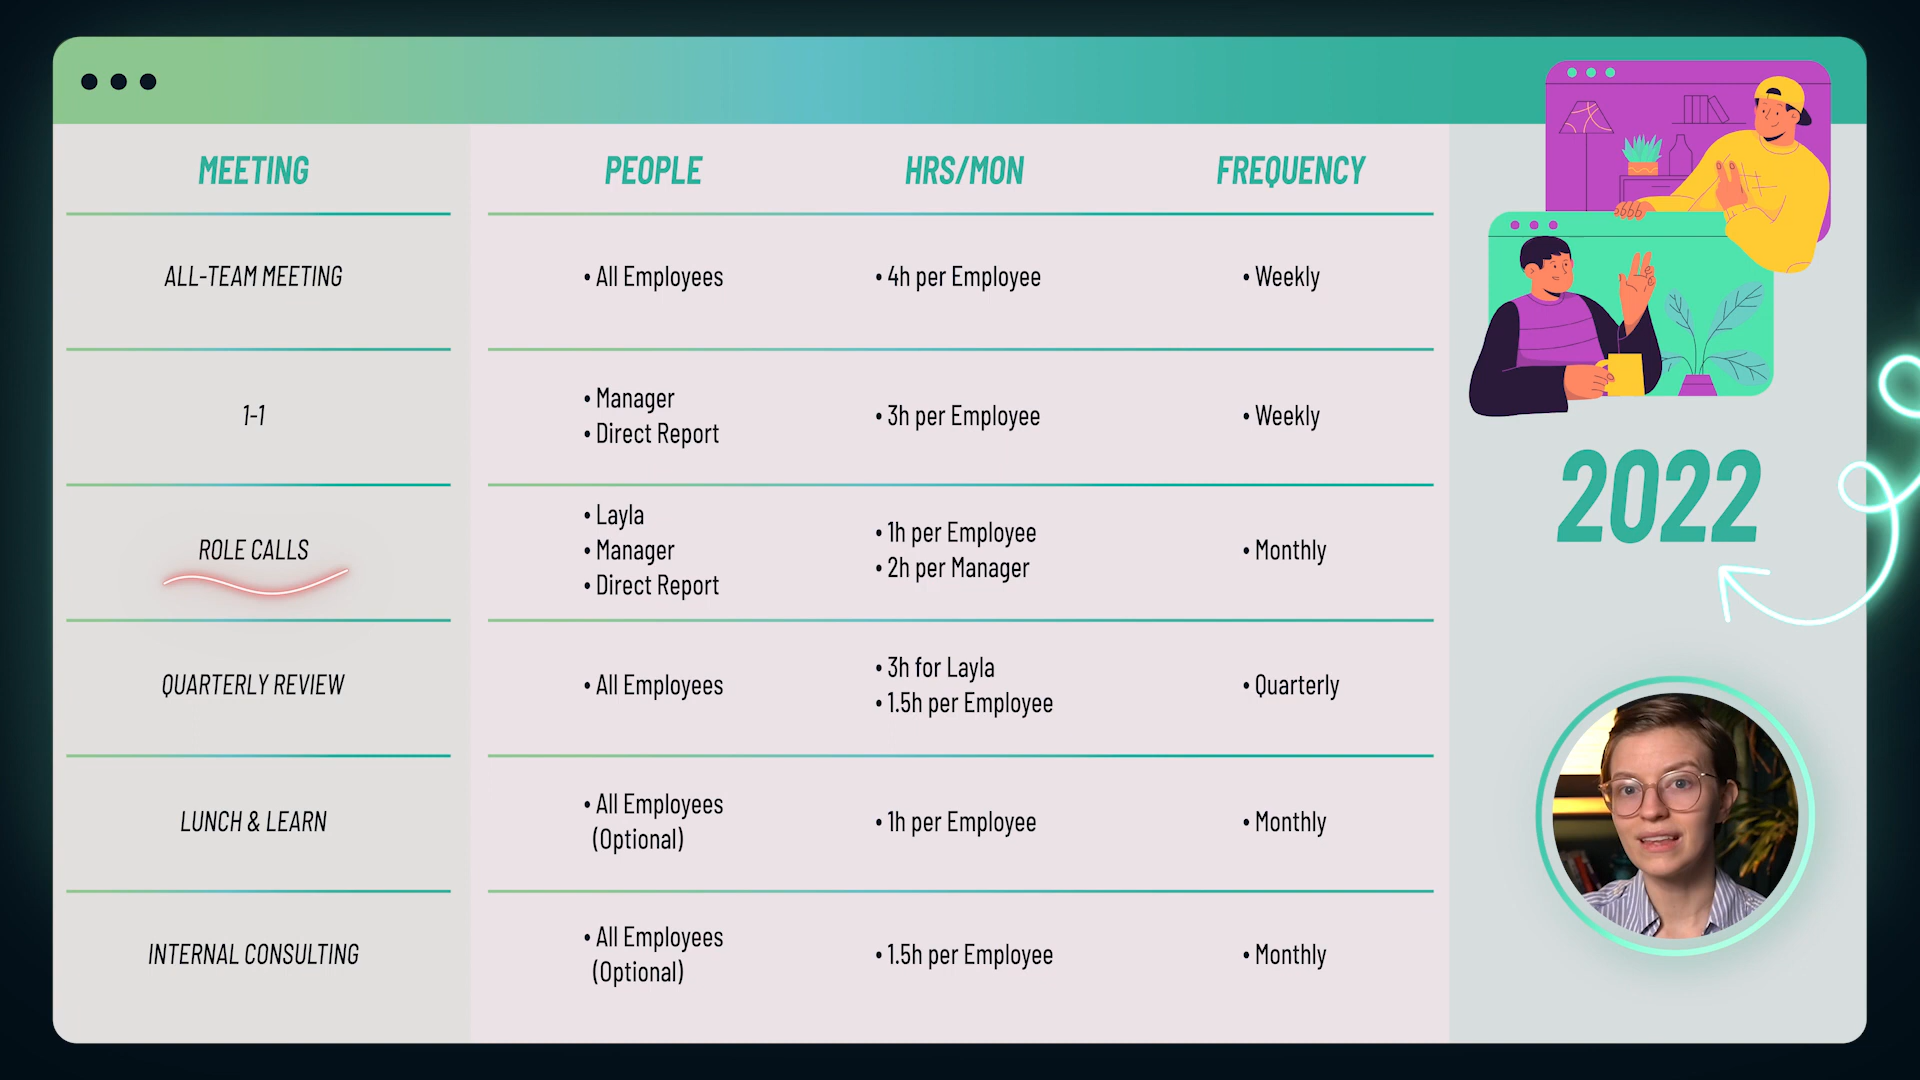 MEETING
PEOPLE
HRS/MON
FREQUENCY
ALL-TEAM MEETING
• All Employees
• 4h per Employee
• Weekly
1-1
• Manager
• Direct Report
• 3h per Employee
• Weekly
ROLE CALLS
• Layla
• Manager
• Direct Report
• 1h per Employee
• 2h per Manager
• Monthly
QUARTERLY REVIEW
• All Employees
• 3h for Layla
• 1.5h per Employee
• Quarterly
LUNCH & LEARN
• All Employees
(Optional)
• 1h per Employee
• Monthly
INTERNAL CONSULTING
• All Employees
(Optional)
• 1.5h per Employee
• Monthly
2022